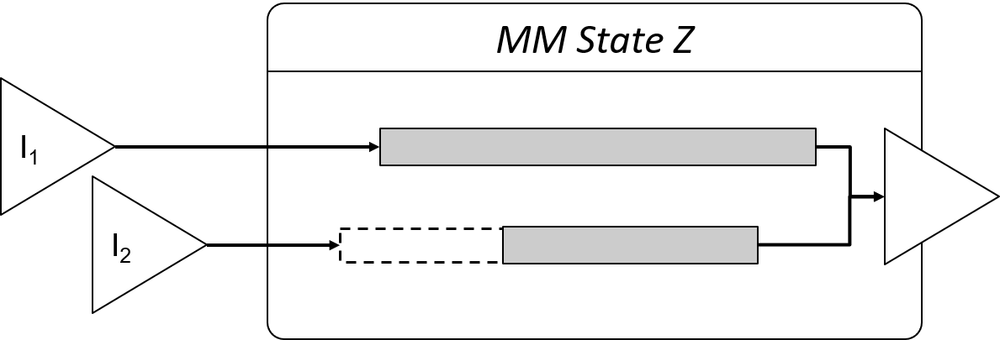 MM State Z
I₁
I₂